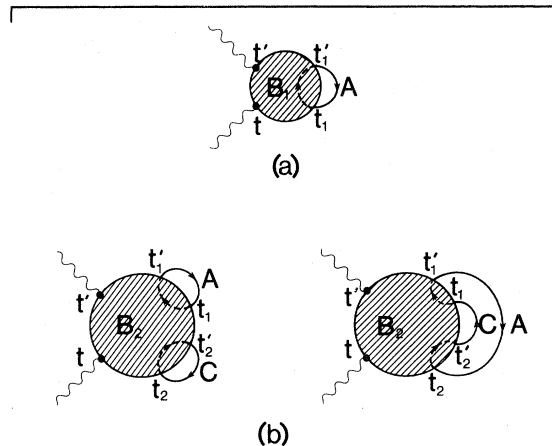 t' t'₁
B₁ A
t t₁
(a)
t'₁ t'₁
A
t' t₁ t' t₁
B₂ B₂ C A
t t'₂ t t'₂
C
t₂ t₂
(b)